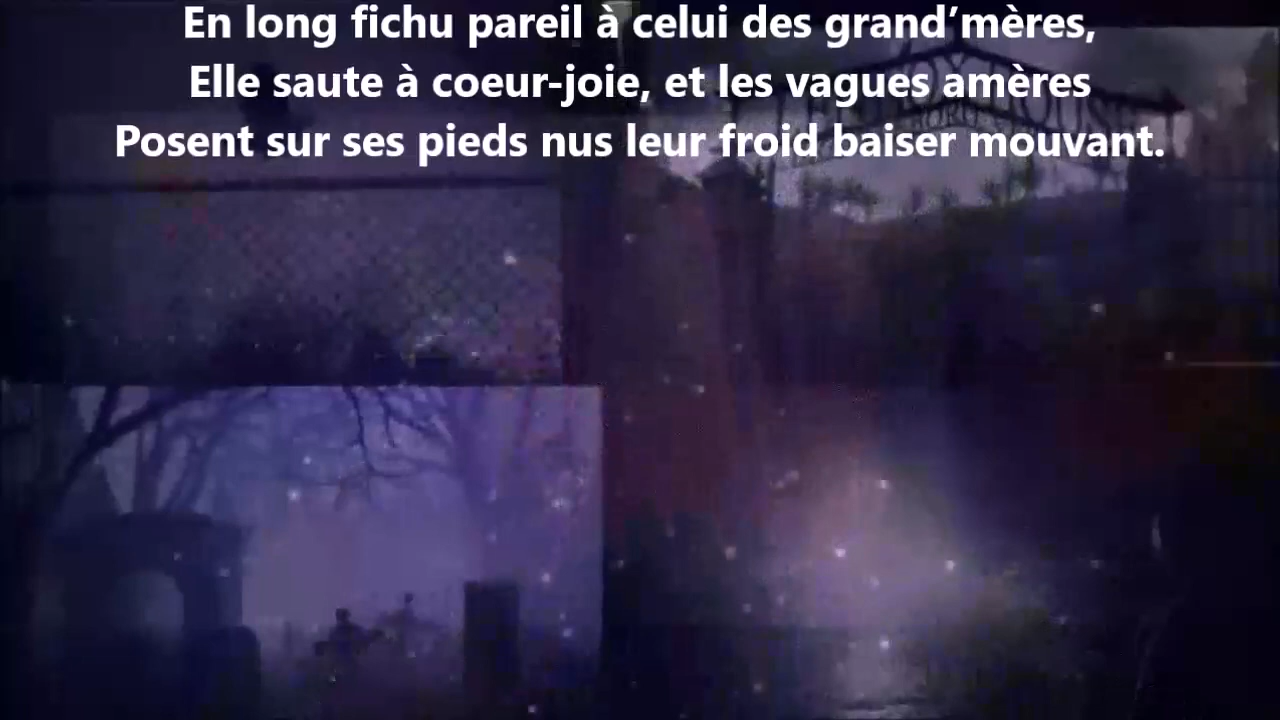 En long fichu pareil à celui des grand’mères,
Elle saute à coeur-joie, et les vagues amères
Posent sur ses pieds nus leur froid baiser mouvant.